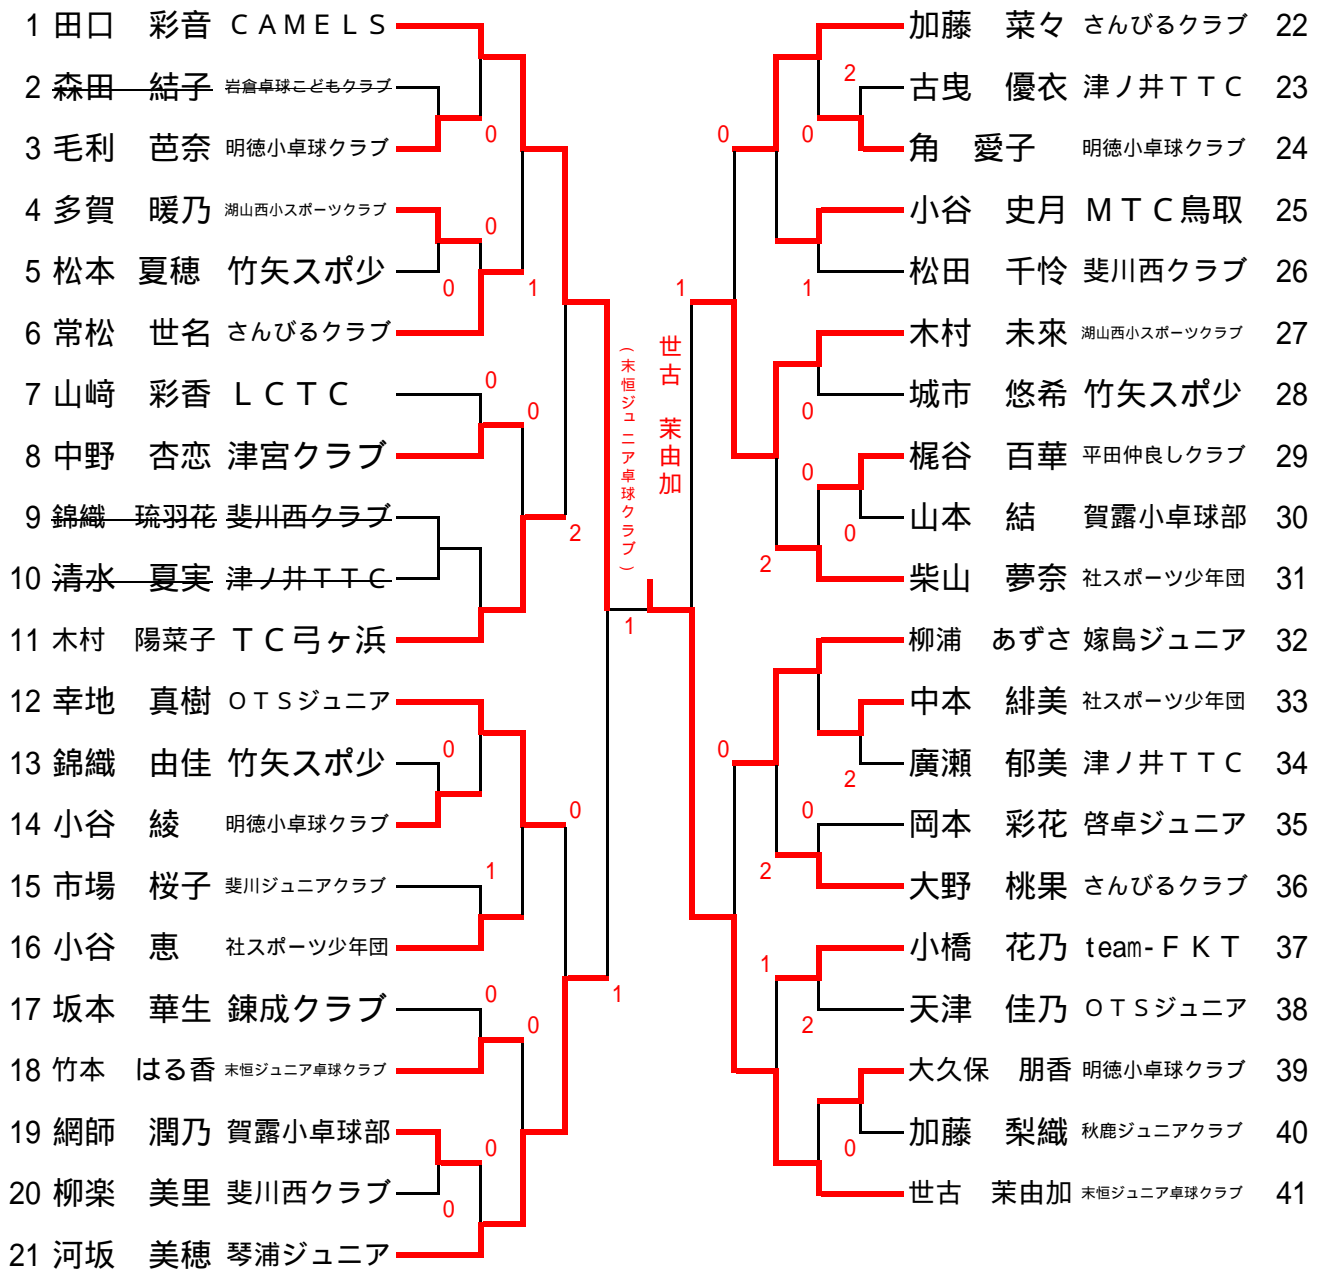 1 田口 彩音 ＣＡＭＥＬＳ
2 森田 結子 岩倉卓球こどもクラブ
3 毛利 芭奈 明徳小卓球クラブ
4 多賀 暖乃 湖山西小スポーツクラブ
5 松本 夏穂 竹矢スポ少
6 常松 世名 さんびるクラブ
7 山﨑 彩香 ＬＣＴＣ
8 中野 杏恋 津宮クラブ
9 錦織 琉羽花 斐川西クラブ
10 清水 夏実 津ノ井ＴＴＣ
11 木村 陽菜子 ＴＣ弓ヶ浜
12 幸地 真樹 ＯＴＳジュニア
13 錦織 由佳 竹矢スポ少
14 小谷 綾 明徳小卓球クラブ
15 市場 桜子 斐川ジュニアクラブ
16 小谷 恵 社スポーツ少年団
17 坂本 華生 錬成クラブ
18 竹本 はる香 末恒ジュニア卓球クラブ
19 網師 潤乃 賀露小卓球部
20 柳楽 美里 斐川西クラブ
21 河坂 美穂 琴浦ジュニア
0
0
0
1
0
0
2
0
0
1
0
0
1
0
0
1
世古 茉由加
（末恒ジュニア卓球クラブ）
1
2
0
0
1
1
0
0
0
2
0
2
0
2
1
2
0
加藤 菜々 さんびるクラブ 22
古曳 優衣 津ノ井ＴＴＣ 23
角 愛子 明徳小卓球クラブ 24
小谷 史月 ＭＴＣ鳥取 25
松田 千怜 斐川西クラブ 26
木村 未來 湖山西小スポーツクラブ 27
城市 悠希 竹矢スポ少 28
梶谷 百華 平田仲良しクラブ 29
山本 結 賀露小卓球部 30
柴山 夢奈 社スポーツ少年団 31
柳浦 あずさ 嫁島ジュニア 32
中本 緋美 社スポーツ少年団 33
廣瀬 郁美 津ノ井ＴＴＣ 34
岡本 彩花 啓卓ジュニア 35
大野 桃果 さんびるクラブ 36
小橋 花乃 team-ＦＫＴ 37
天津 佳乃 ＯＴＳジュニア 38
大久保 朋香 明徳小卓球クラブ 39
加藤 梨織 秋鹿ジュニアクラブ 40
世古 茉由加 末恒ジュニア卓球クラブ 41